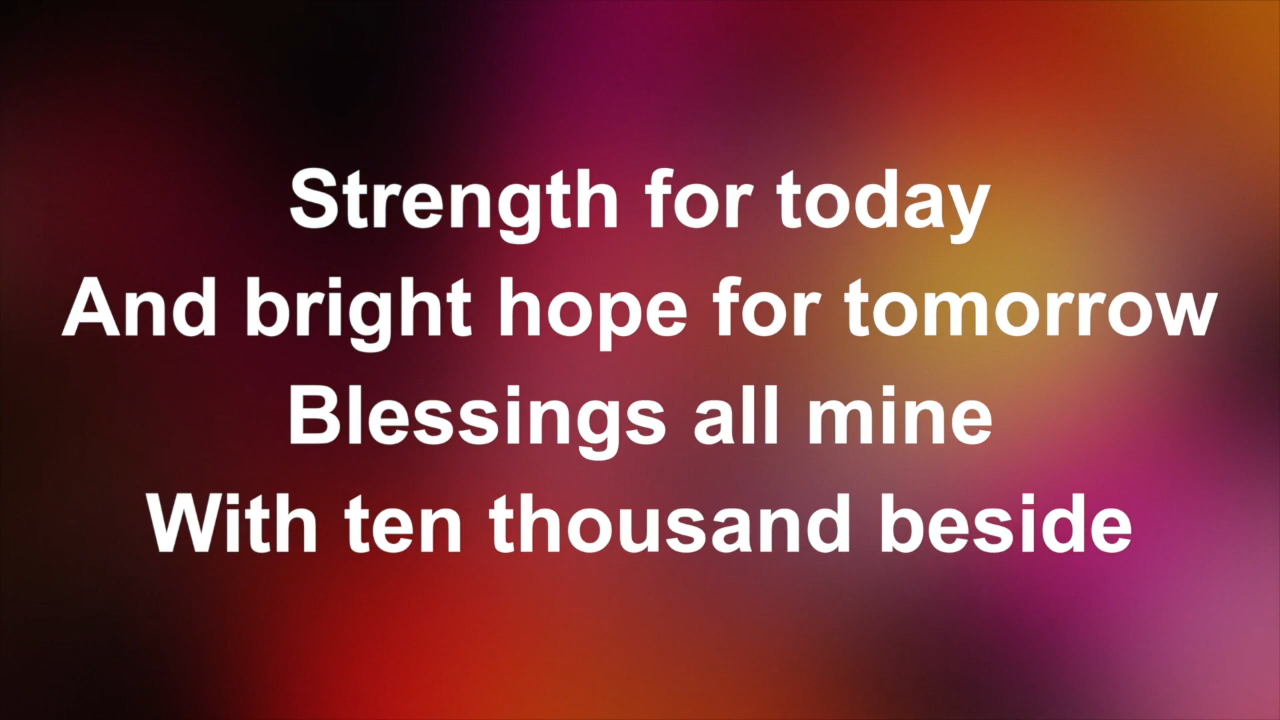 Strength for today
And bright hope for tomorrow
Blessings all mine
With ten thousand beside